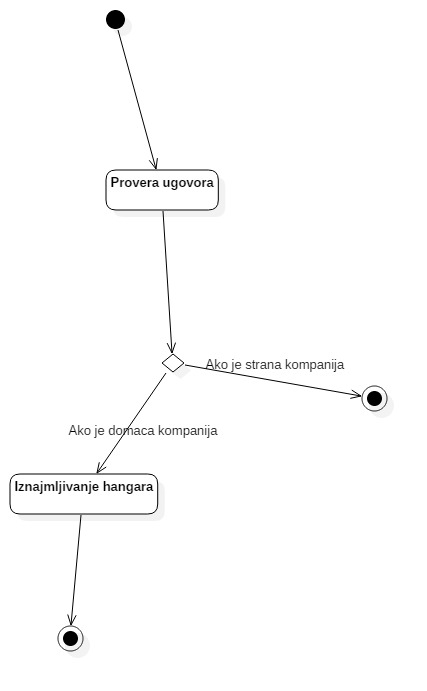 Provera ugovora
Ako je strana kompanija
Ako je domaca kompanija
Iznajmljivanje hangara